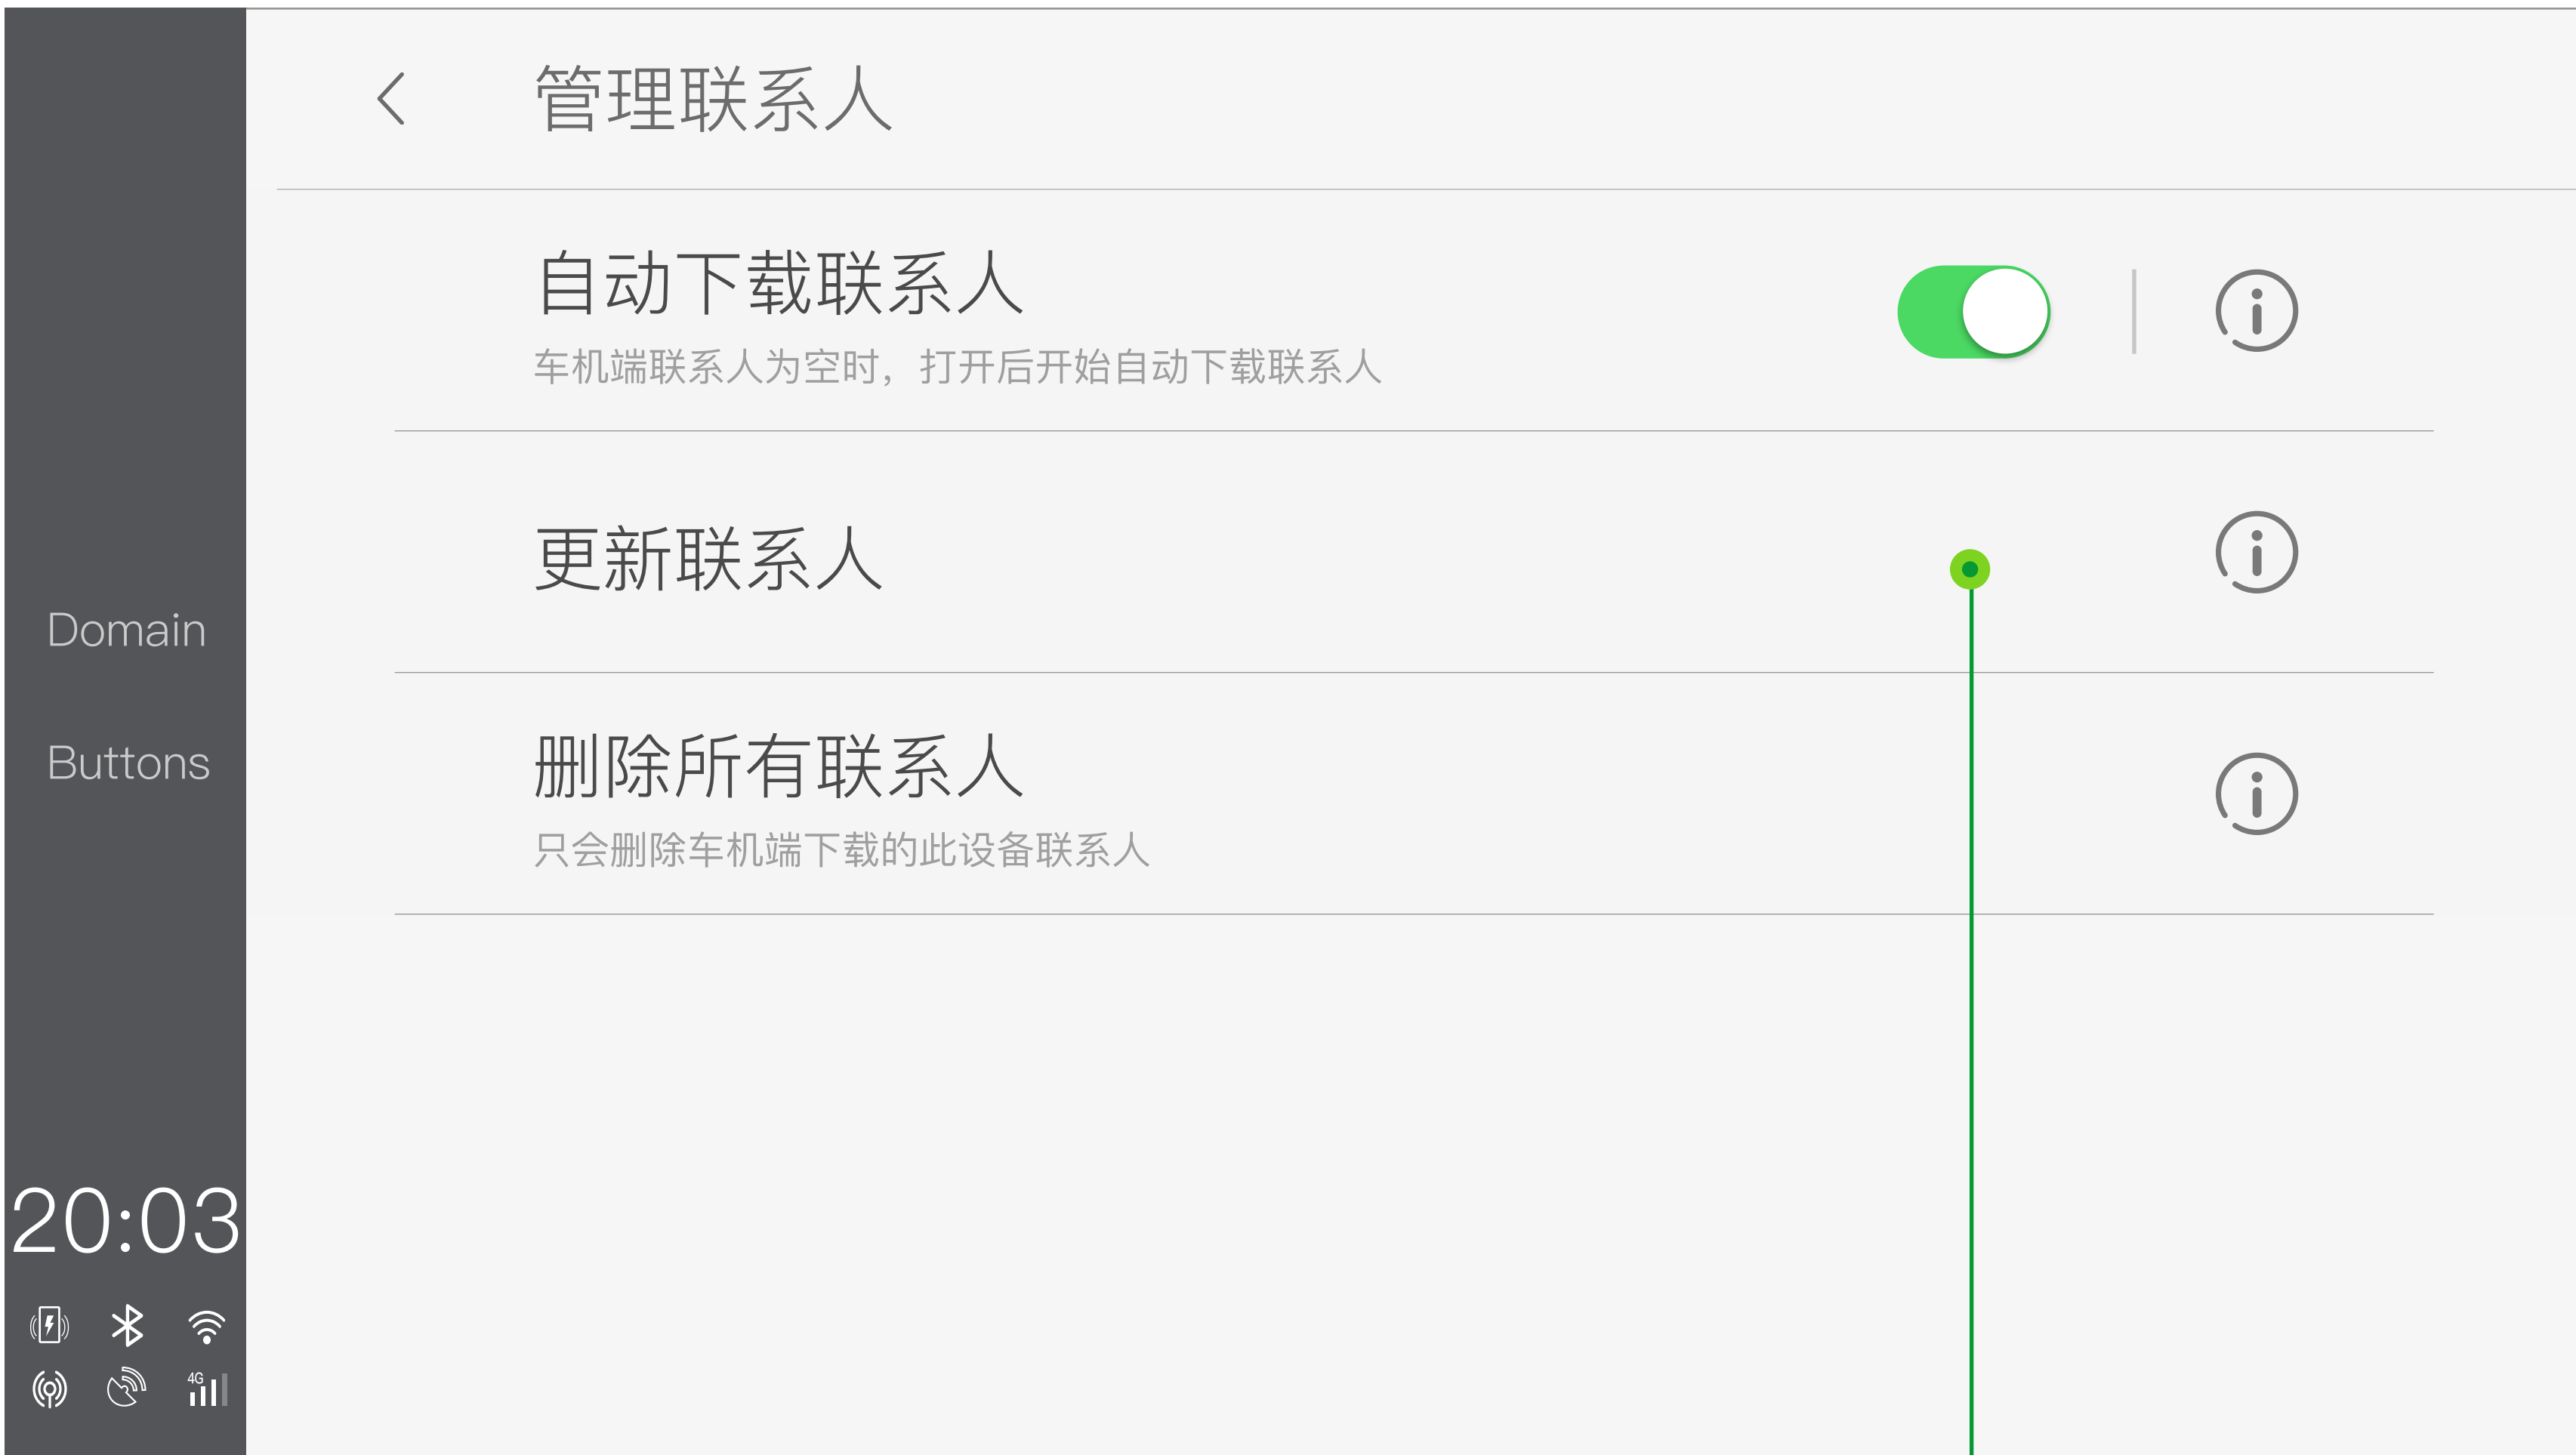 管理联系人
自动下载联系人
车机端联系人为空时，打开后开始自动下载联系人
更新联系人
Domain
删除所有联系人
Buttons
只会删除车机端下载的此设备联系人
20:03
4G